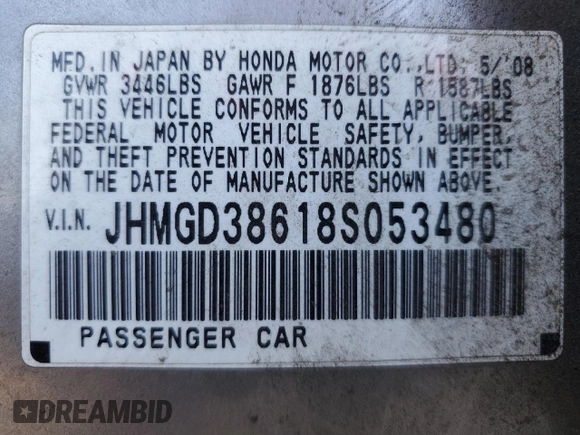 MFD. IN JAPAN BY HONDA MOTOR CO., LTD. 5/'08
GVWR 3446LBS GAWR F 1876LBS R 1587LBS
THIS VEHICLE CONFORMS TO ALL APPLICABLE
FEDERAL MOTOR VEHICLE SAFETY, BUMPER,
AND THEFT PREVENTION STANDARDS IN EFFECT
ON THE DATE OF MANUFACTURE SHOWN ABOVE.
V.I.N. JHMGD38618S053480
PASSENGER CAR
DREAMBID